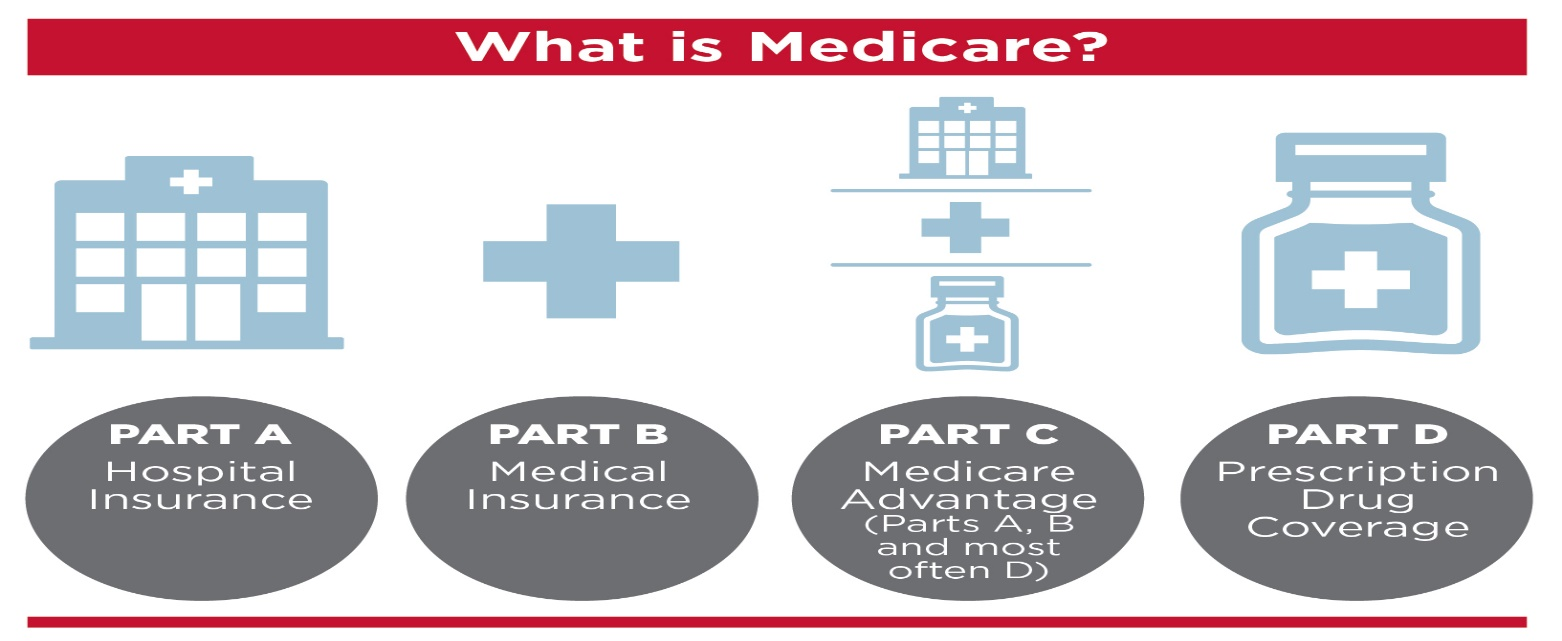 What is Medicare?
PART A
Hospital
Insurance
PART B
Medical
Insurance
PART C
Medicare
Advantage
(Parts A, B
and most
often D)
PART D
Prescription
Drug
Coverage